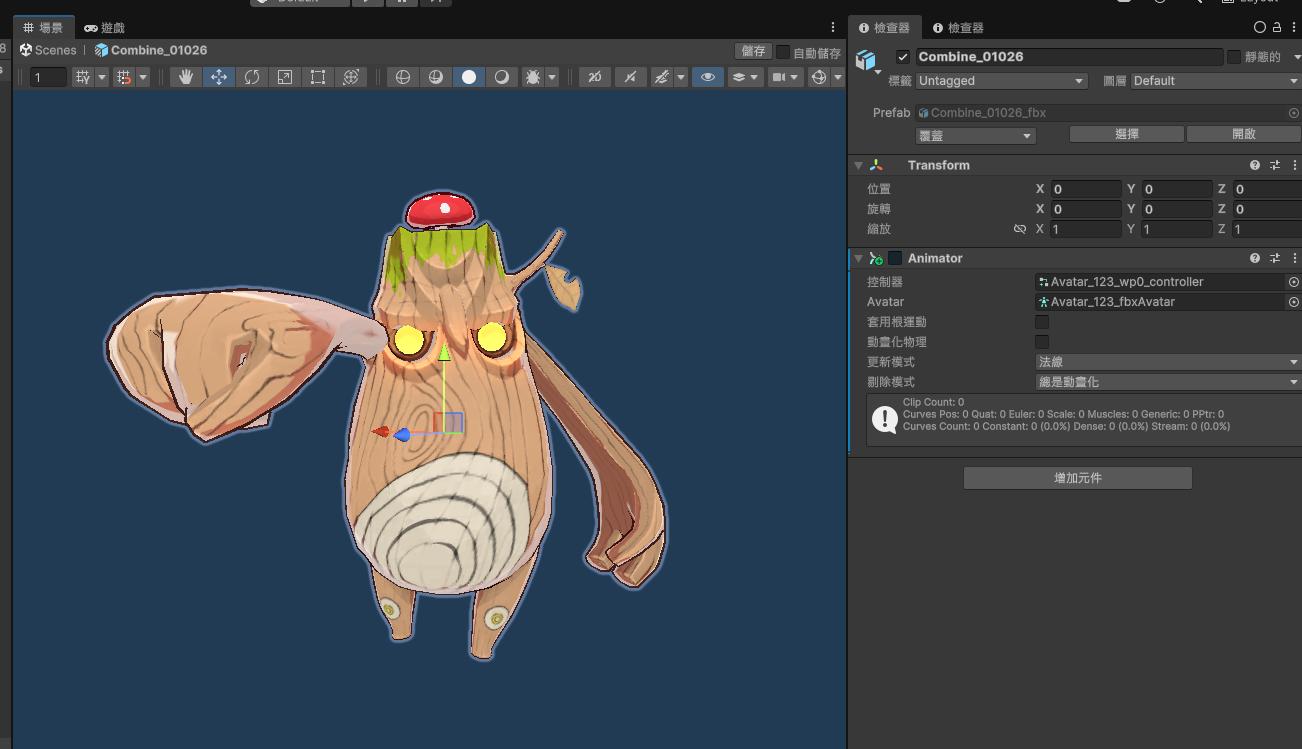 場景 遊戲
Scenes | Combine_01026 儲存 自動儲存
1
檢查器 檢查器
Combine_01026 靜態的
標籤 Untagged 圖層 Default
Prefab Combine_01026_fbx
覆蓋 選擇 開啟
Transform
位置 X 0 Y 0 Z 0
旋轉 X 0 Y 0 Z 0
縮放 X 1 Y 1 Z 1
Animator
控制器 Avatar_123_wp0_controller
Avatar Avatar_123_fbxAvatar
套用根運動
動畫化物理
更新模式 法線
剔除模式 總是動畫化
Clip Count: 0
Curves Pos: 0 Quat: 0 Euler: 0 Scale: 0 Muscles: 0 Generic: 0 PPtr: 0
Curves Count: 0 Constant: 0 (0.0%) Dense: 0 (0.0%) Stream: 0 (0.0%)
增加元件